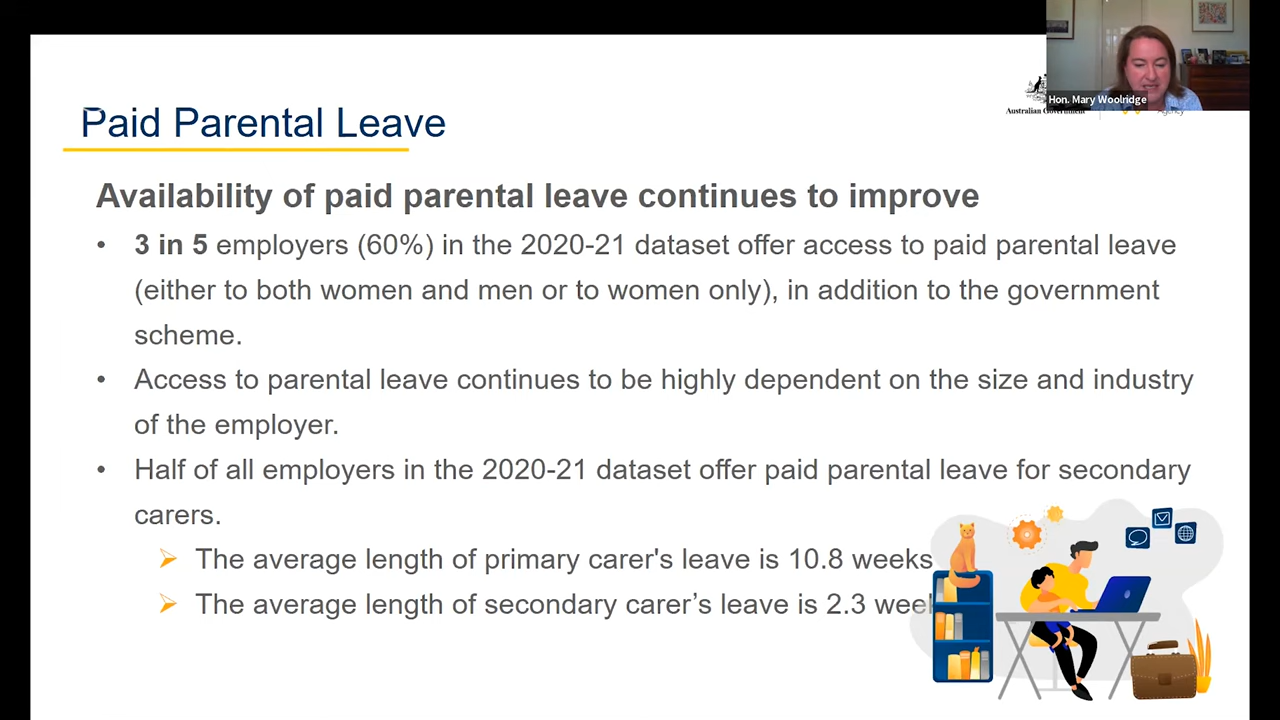 Hon. Mary Woolridge
Australian Government
Agency
Paid Parental Leave
Availability of paid parental leave continues to improve
• 3 in 5 employers (60%) in the 2020-21 dataset offer access to paid parental leave
(either to both women and men or to women only), in addition to the government
scheme.
• Access to parental leave continues to be highly dependent on the size and industry
of the employer.
• Half of all employers in the 2020-21 dataset offer paid parental leave for secondary
carers.
The average length of primary carer's leave is 10.8 weeks
The average length of secondary carer’s leave is 2.3